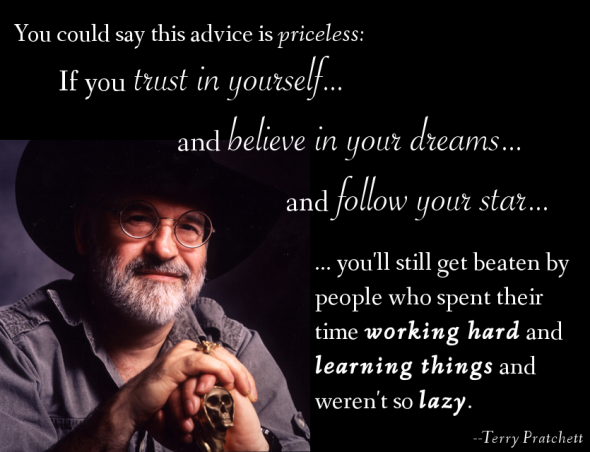 You could say this advice is priceless:
If you trust in yourself...
and believe in your dreams...
and follow your star...
... you'll still get beaten by
people who spent their
time working hard and
learning things and
weren't so lazy.
--Terry Pratchett